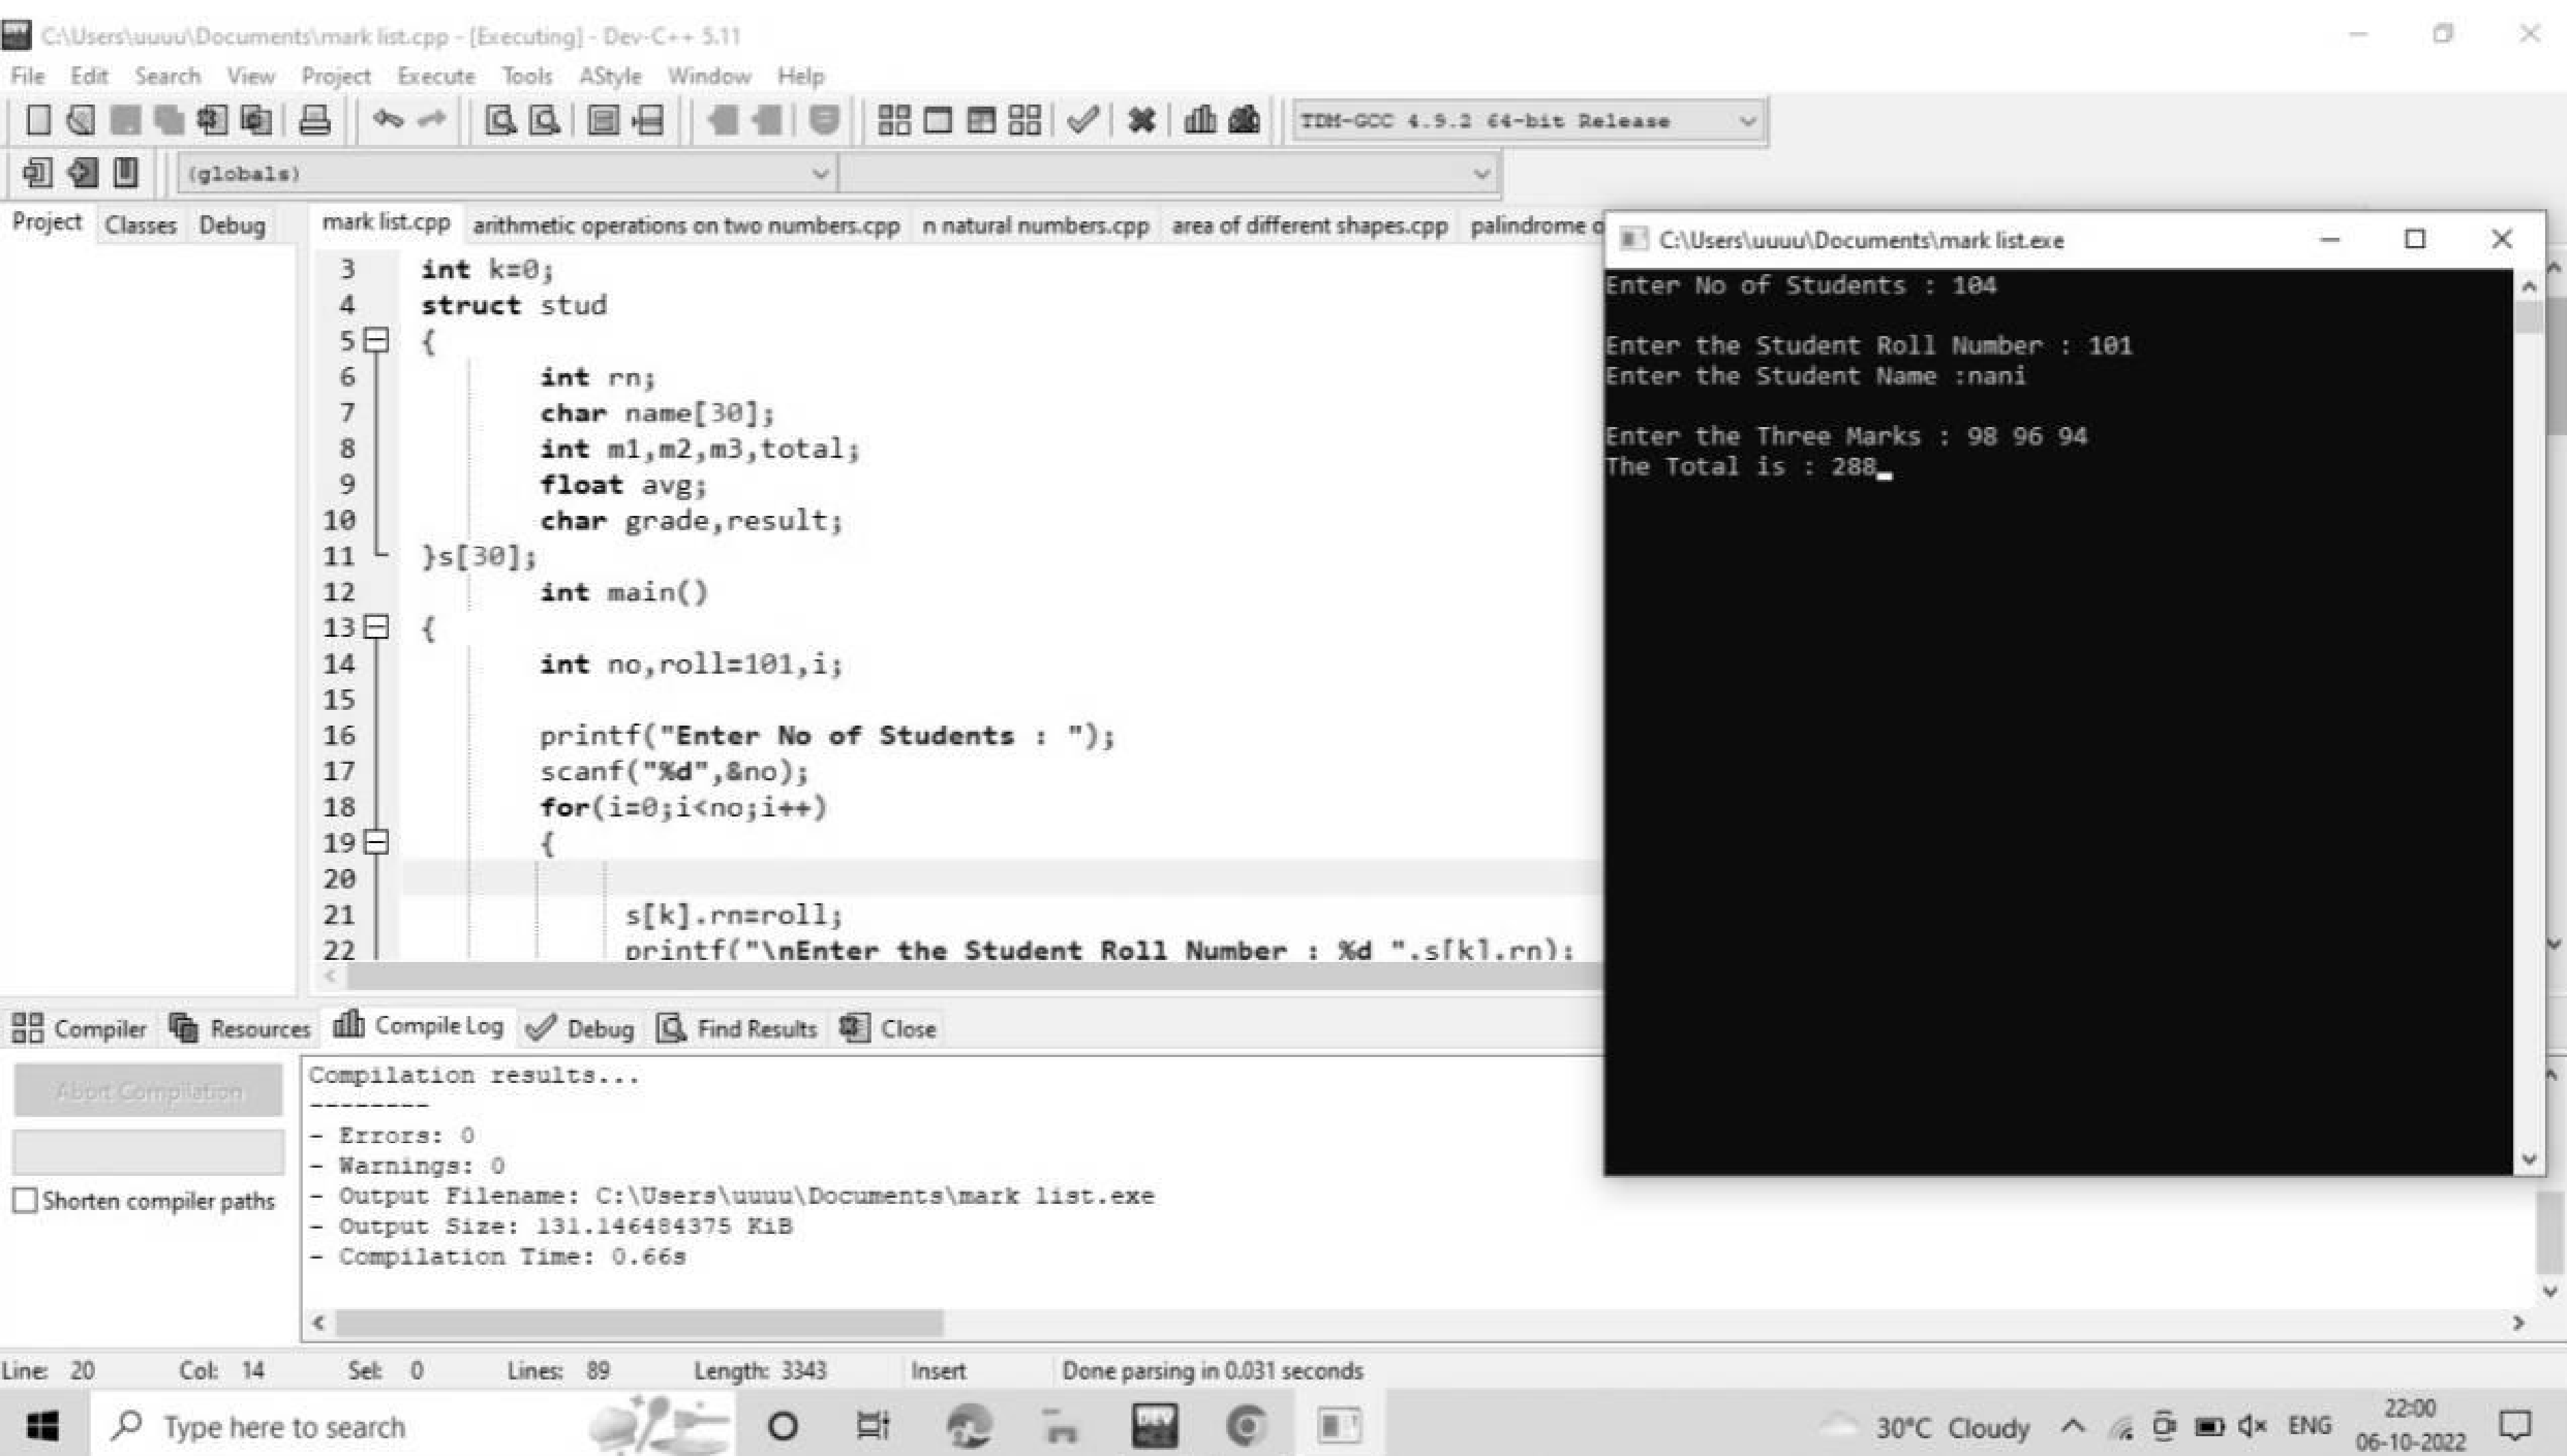 C:\Users\uuuu\Documents\mark list.cpp - [Executing] - Dev-C++ 5.11
File Edit Search View Project Execute Tools AStyle Window Help
TDM-GCC 4.9.2 64-bit Release
(globals)
Project Classes Debug
mark list.cpp arithmetic operations on two numbers.cpp n natural numbers.cpp area of different shapes.cpp palindrome o
3 int k=0;
4 struct stud
5 {
6 int rn;
7 char name[30];
8 int m1,m2,m3,total;
9 float avg;
10 char grade,result;
11 }s[30];
12 int main()
13 {
14 int no,roll=101,i;
15
16 printf("Enter No of Students : ");
17 scanf("%d",&no);
18 for(i=0;i<no;i++)
19 {
20
21 s[k].rn=roll;
22 printf("\nEnter the Student Roll Number : %d ",s[k].rn);
C:\Users\uuuu\Documents\mark list.exe
Enter No of Students : 104
Enter the Student Roll Number : 101
Enter the Student Name :nani
Enter the Three Marks : 98 96 94
The Total is : 288
Compiler Resources Compile Log Debug Find Results Close
Abort Compilation
Shorten compiler paths
Compilation results...
--------
- Errors: 0
- Warnings: 0
- Output Filename: C:\Users\uuuu\Documents\mark list.exe
- Output Size: 131.146484375 KiB
- Compilation Time: 0.66s
Line: 20 Col: 14 Sel: 0 Lines: 89 Length: 3343 Insert Done parsing in 0.031 seconds
Type here to search
DEV
30°C Cloudy
ENG
22:00
06-10-2022